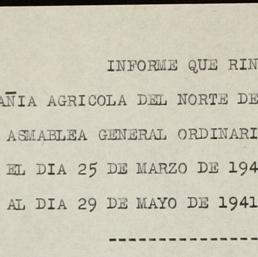 INFORME QUE RIN
AÑIA AGRICOLA DEL NORTE DE
ASMABLEA GENERAL ORDINARI
EL DIA 25 DE MARZO DE 194
AL DIA 29 DE MAYO DE 1941
--------------